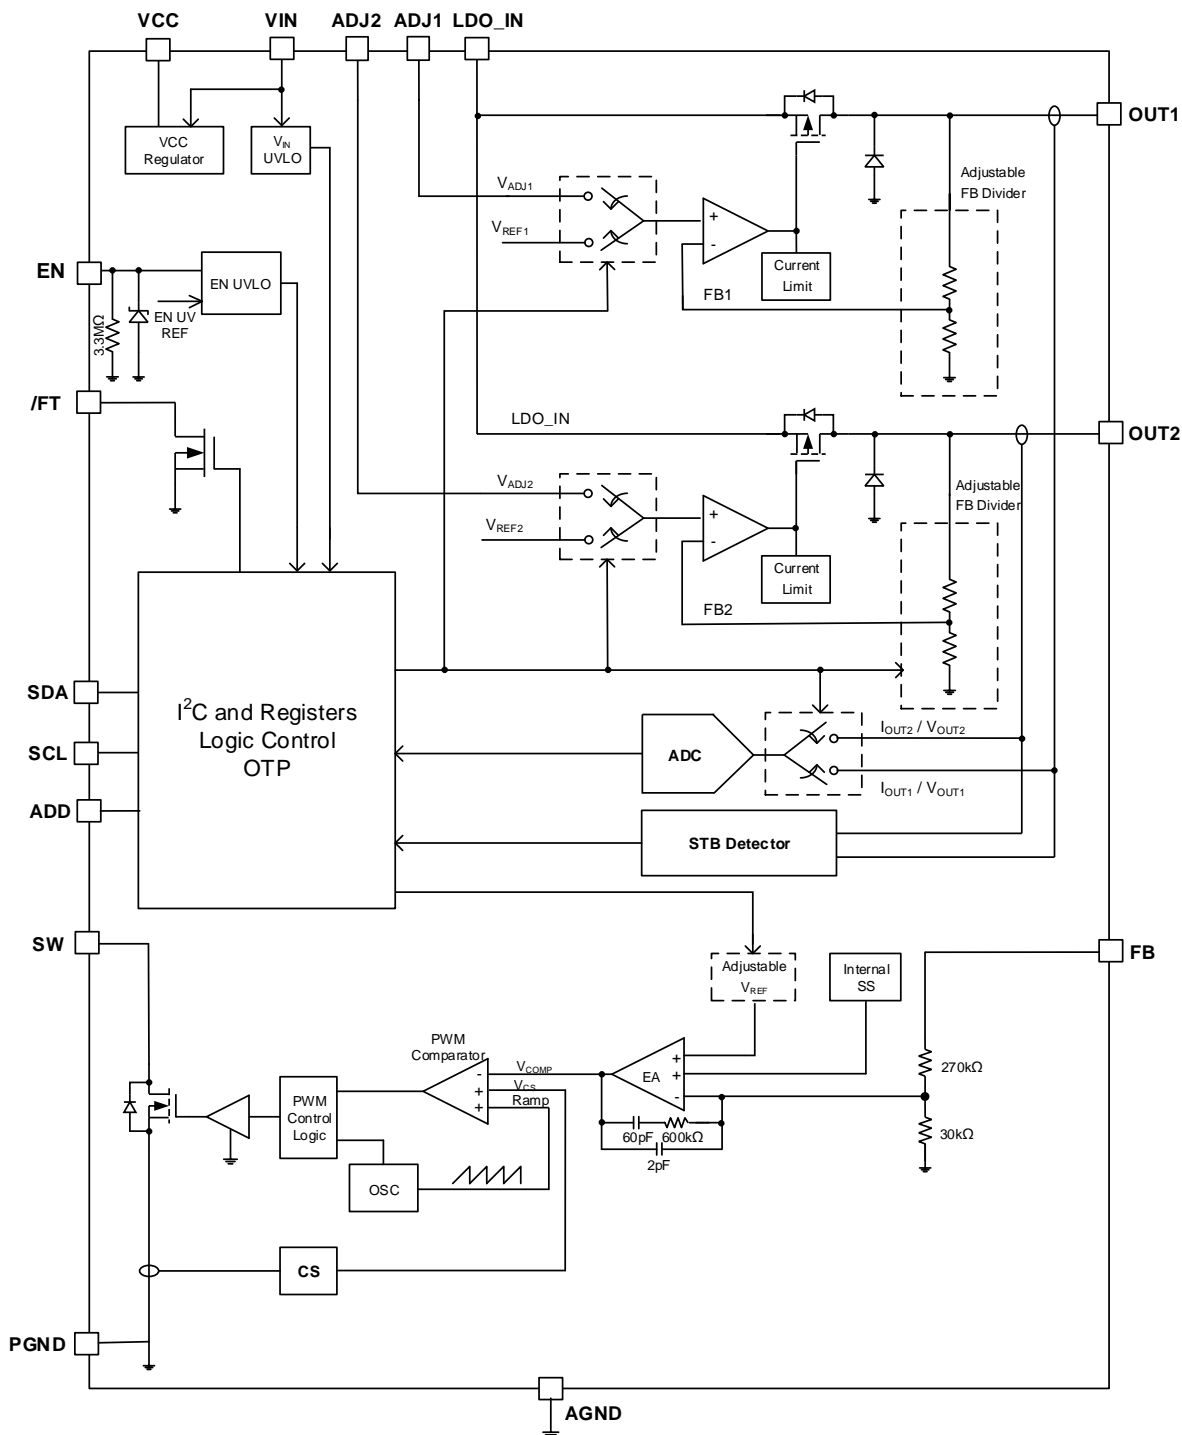 VCC
VIN
ADJ2
ADJ1
LDO_IN
OUT1
VCC
Regulator
VIN
UVLO
VADJ1
VREF1
+
-
Current
Limit
FB1
Adjustable
FB Divider
EN
EN UVLO
EN UV
REF
3.3MΩ
/FT
LDO_IN
OUT2
VADJ2
VREF2
+
-
Current
Limit
FB2
Adjustable
FB Divider
SDA
SCL
ADD
I2C and Registers
Logic Control
OTP
ADC
IOUT2 / VOUT2
IOUT1 / VOUT1
STB Detector
SW
FB
Adjustable
VREF
Internal
SS
270kΩ
30kΩ
PWM
Comparator
VCOMP
VCS
Ramp
-
+
+
EA
+
+
-
60pF
600kΩ
2pF
PWM
Control
Logic
OSC
CS
PGND
AGND